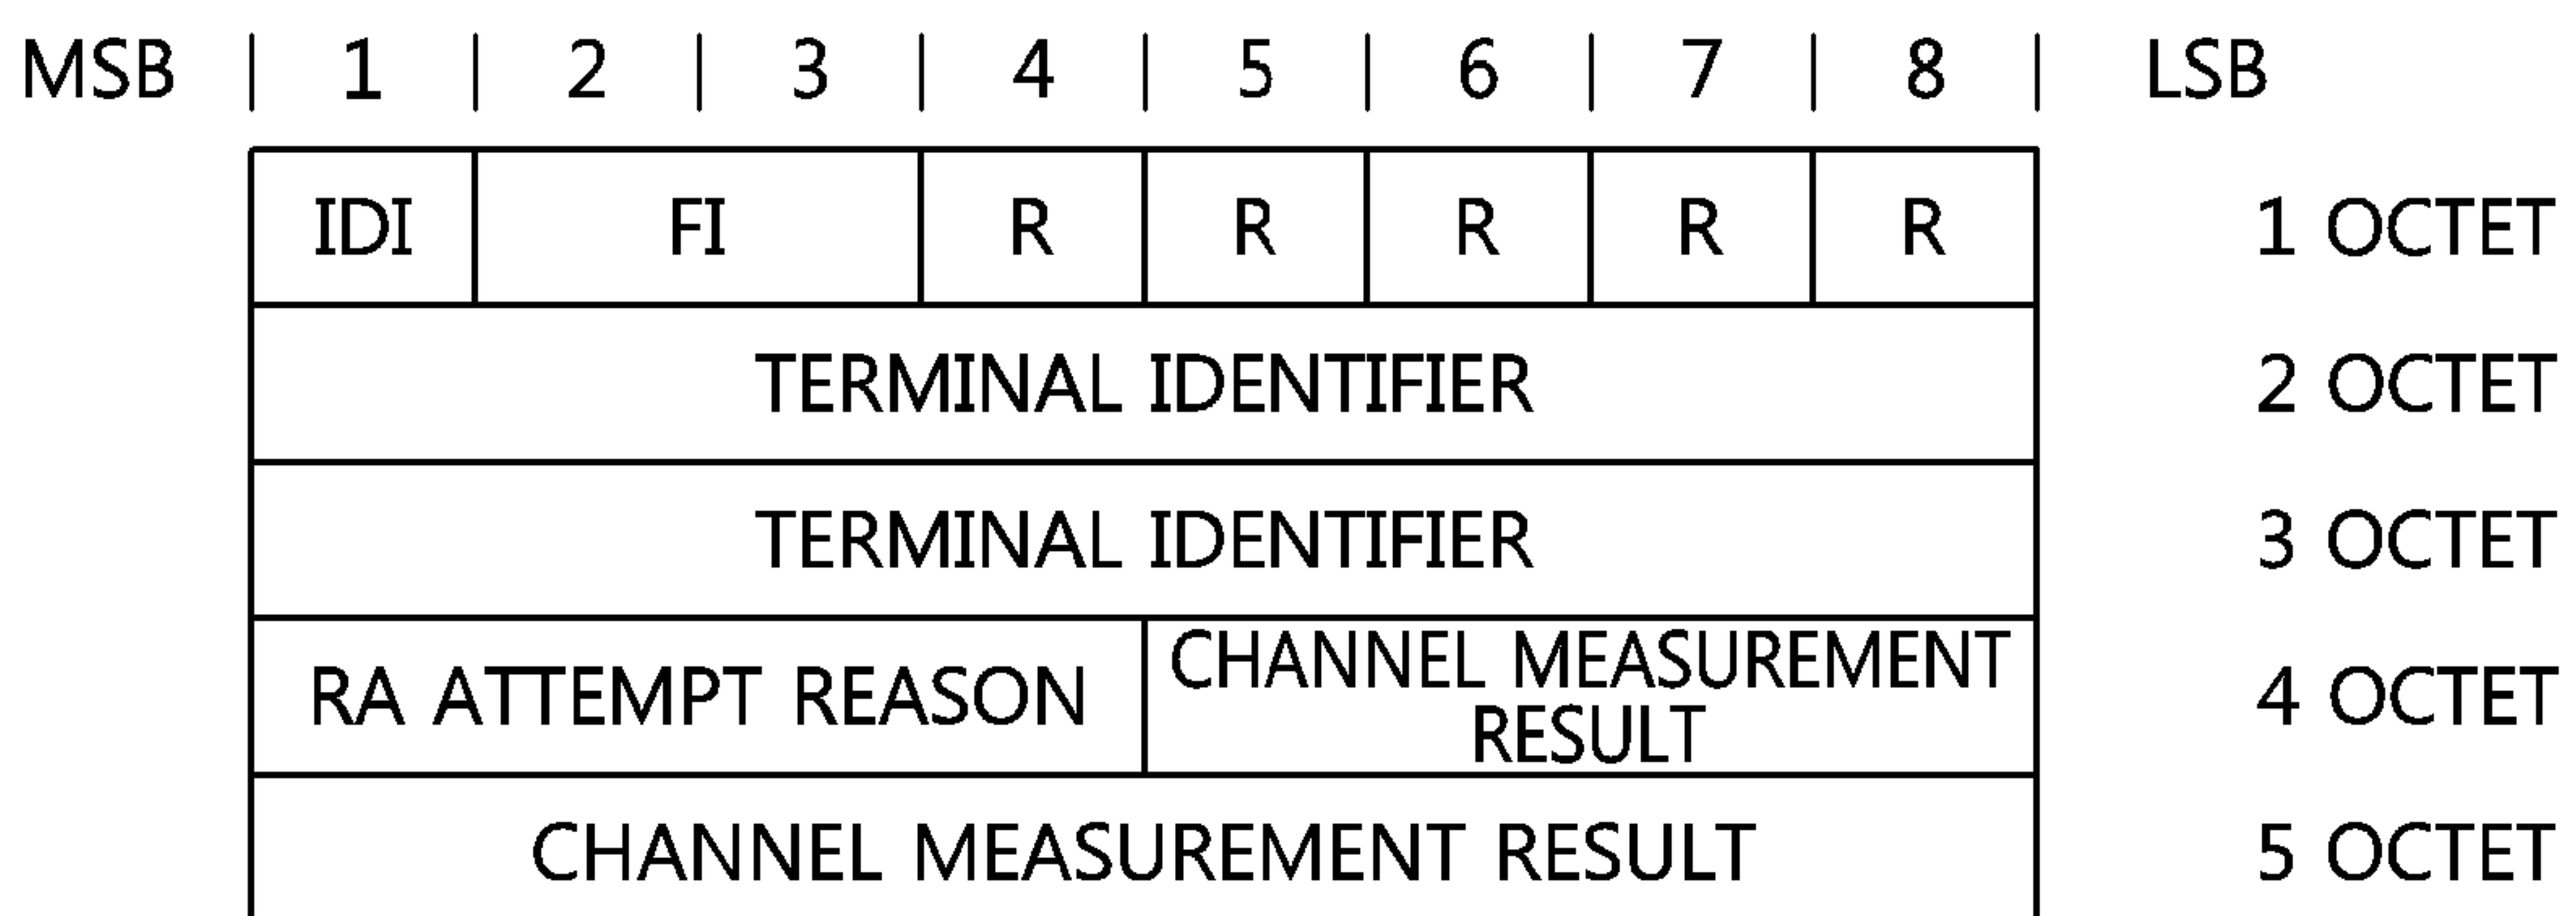 MSB | 1 | 2 | 3 | 4 | 5 | 6 | 7 | 8 | LSB
IDI FI R R R R R 1 OCTET
TERMINAL IDENTIFIER 2 OCTET
TERMINAL IDENTIFIER 3 OCTET
RA ATTEMPT REASON CHANNEL MEASUREMENT
RESULT 4 OCTET
CHANNEL MEASUREMENT RESULT 5 OCTET